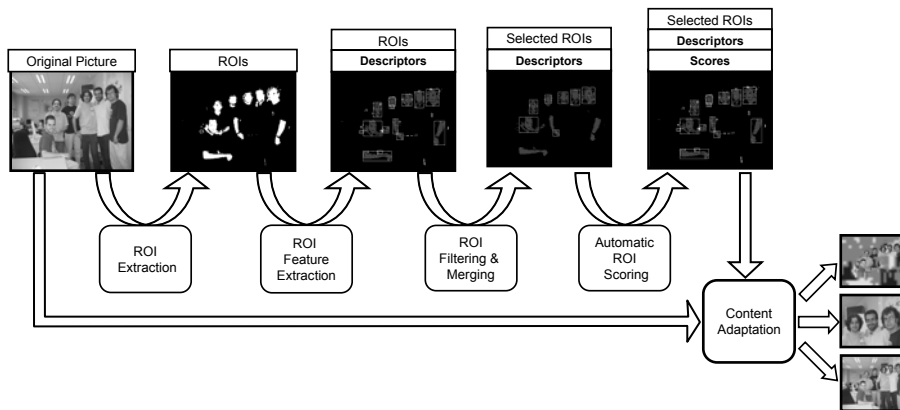 Original Picture
ROIs
ROIs
Descriptors
Selected ROIs
Descriptors
Selected ROIs
Descriptors
Scores
ROI
Extraction
ROI
Feature
Extraction
ROI
Filtering &
Merging
Automatic
ROI
Scoring
Content
Adaptation